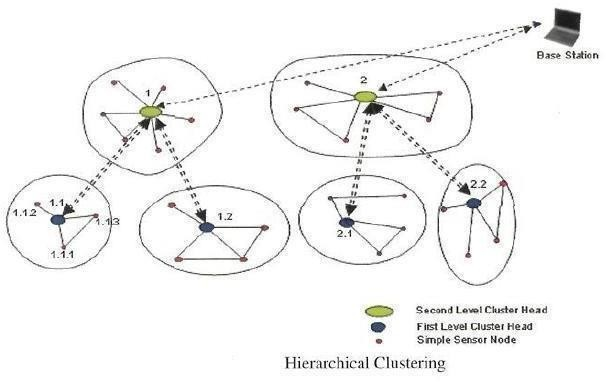 Base Station
1
2
1.1
1.1.2
1.1.3
1.1.1
1.2
2.1
2.2
Second Level Cluster Head
First Level Cluster Head
Simple Sensor Node
Hierarchical Clustering